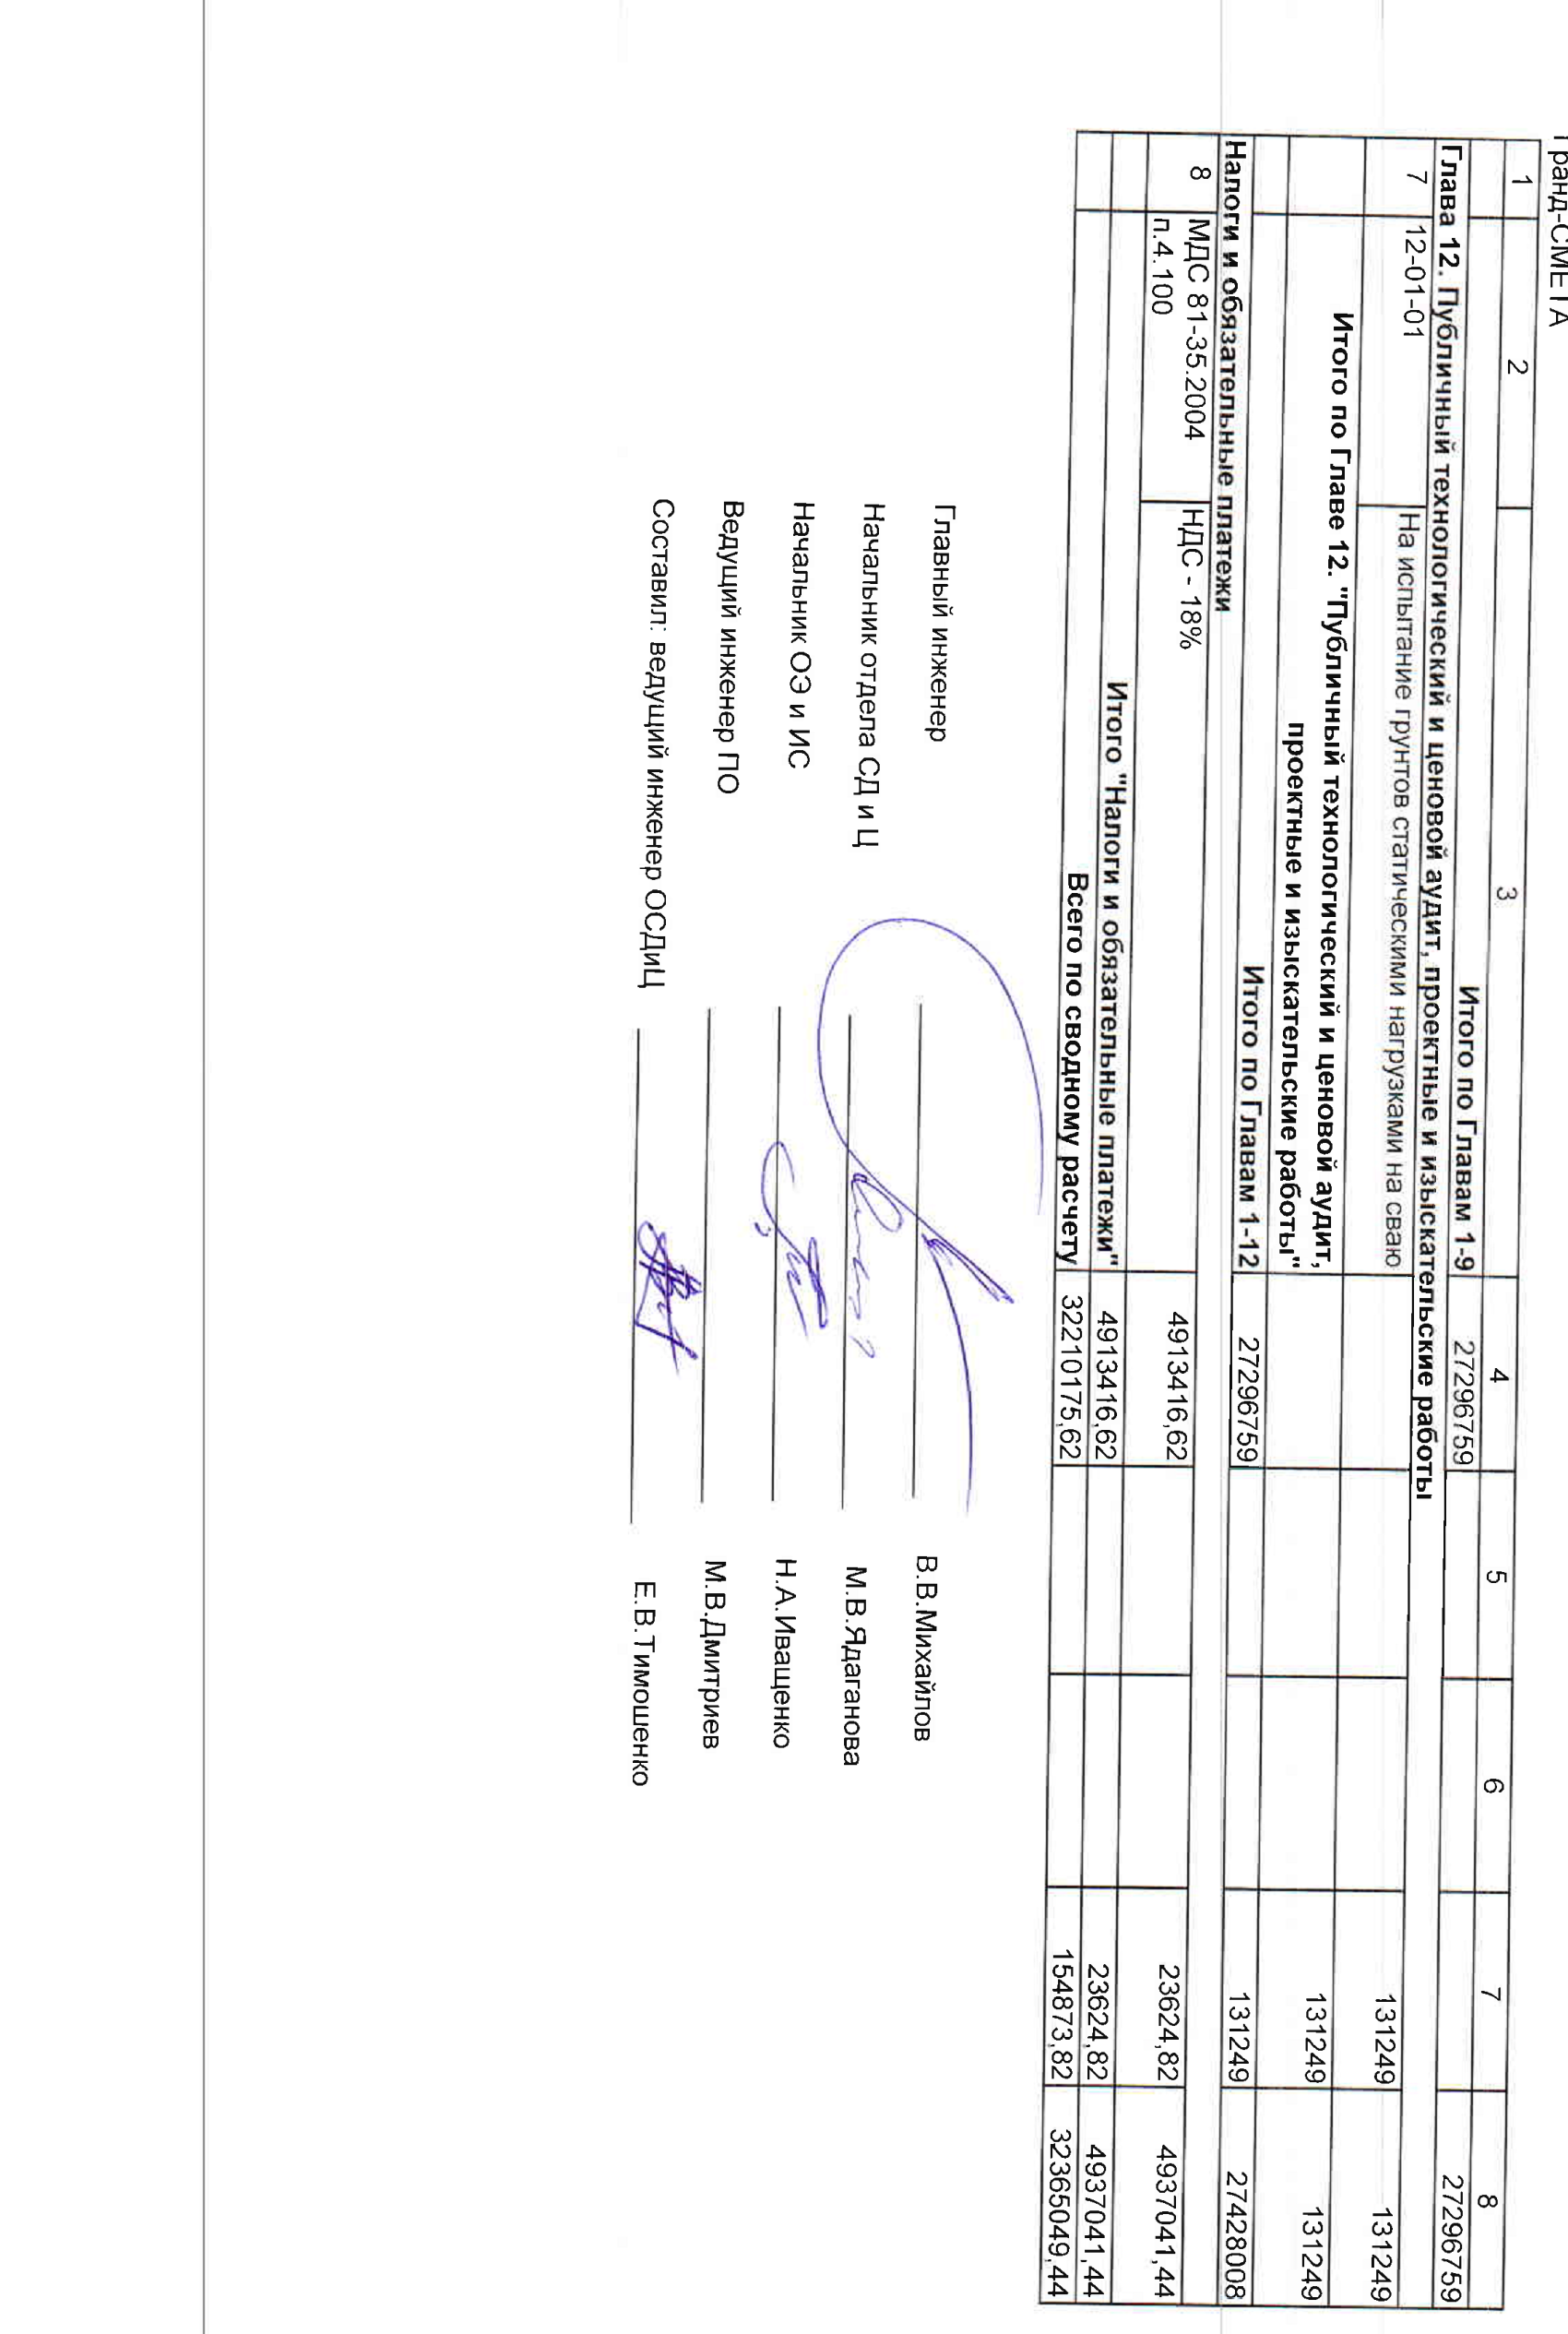 Гранд-СМЕТА
1 2 3 4 5 6 7 8
Итого по Главам 1-9 27296759 27296759
Глава 12. Публичный технологический и ценовой аудит, проектные и изыскательские работы
7 12-01-01 На испытание грунтов статическими нагрузками на сваю 131249 131249
Итого по Главе 12. "Публичный технологический и ценовой аудит, 131249 131249
проектные и изыскательские работы"
Итого по Главам 1-12 27296759 131249 27428008
Налоги и обязательные платежи
8 МДС 81-35.2004 НДС - 18% 4913416,62 23624,82 4937041,44
п.4.100
Итого "Налоги и обязательные платежи" 4913416,62 23624,82 4937041,44
Всего по сводному расчету 32210175,62 154873,82 32365049,44
Главный инженер В.В.Михайлов
Начальник отдела СД и Ц М.В.Ядаганова
Начальник ОЭ и ИС Н.А.Иващенко
Ведущий инженер ПО М.В.Дмитриев
Составил: ведущий инженер ОСДиЦ Е.В.Тимошенко